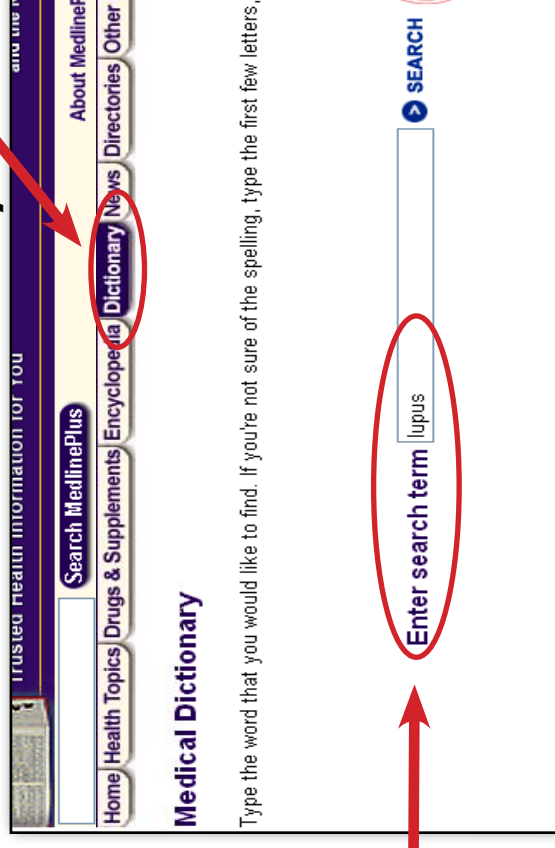 Trusted Health Information for You
and the
Search MedlinePlus
About
Home Health Topics Drugs & Supplements Encyclopedia Dictionary News Directories Other
Medical Dictionary
Type the word that you would like to find. If you're not sure of the spelling, type the first few letters,
Enter search term lupus SEARCH